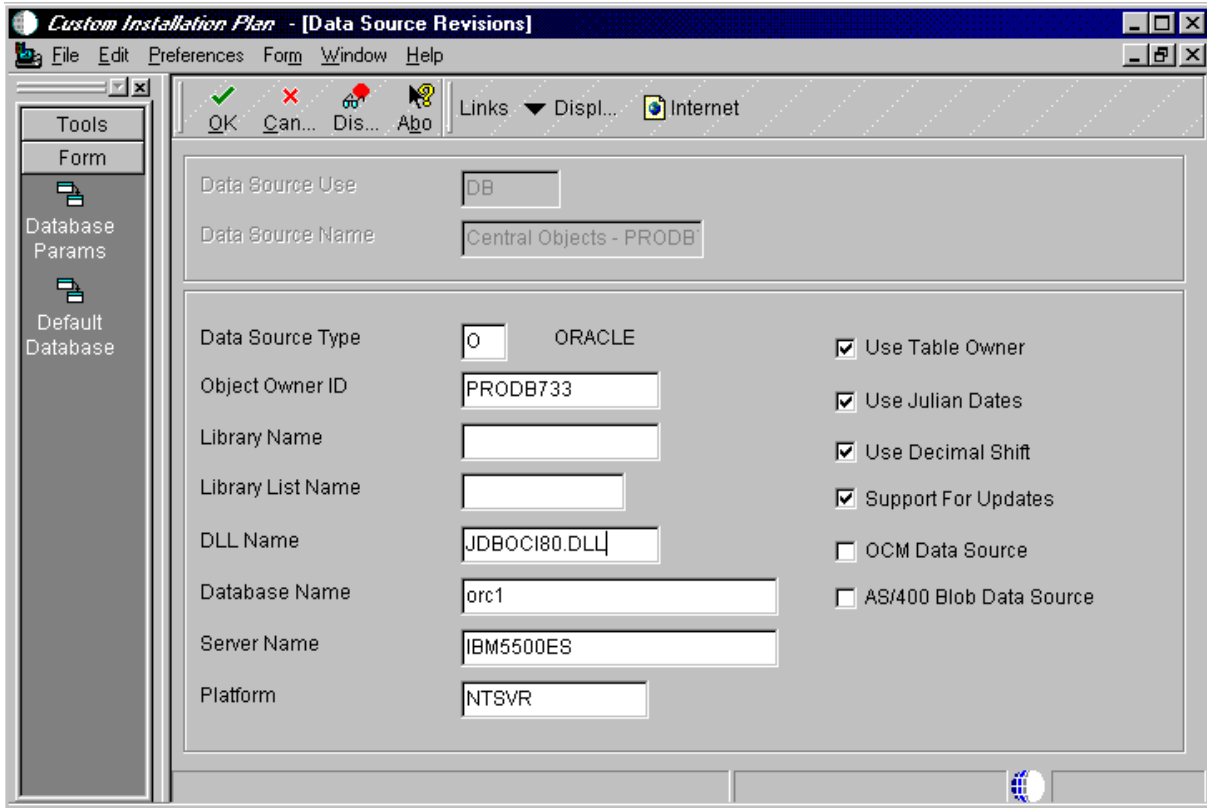 Custom Installation Plan - [Data Source Revisions]
File Edit Preferences Form Window Help
OK Can... Dis... Abo Links Displ... Internet
Tools
Form
Database
Params
Default
Database
Data Source Use DB
Data Source Name Central Objects - PRODB
Data Source Type O ORACLE
Object Owner ID PRODB733
Library Name
Library List Name
DLL Name JDBOCI80.DLL
Database Name orc1
Server Name IBM5500ES
Platform NTSVR
Use Table Owner
Use Julian Dates
Use Decimal Shift
Support For Updates
OCM Data Source
AS/400 Blob Data Source